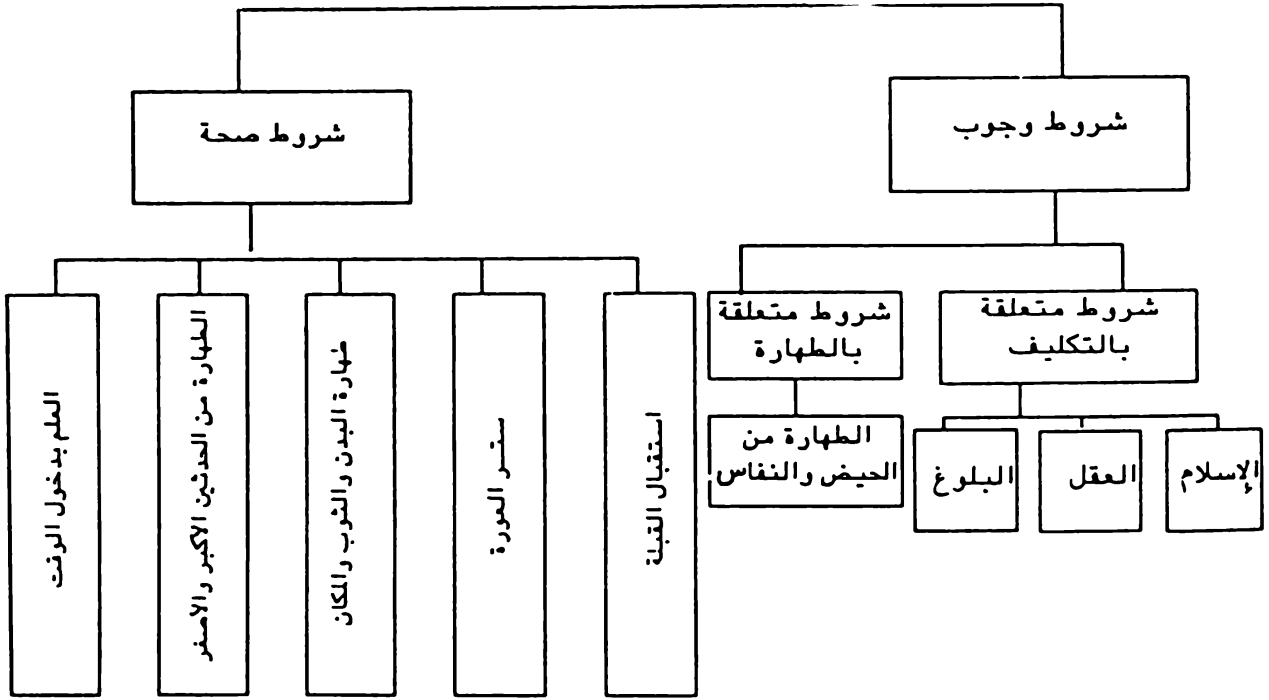 شروط وجوب
شروط صحة
شروط متعلقة
بالتكليف
شروط متعلقة
بالطهارة
الإسلام
العقل
البلوغ
الطهارة من
الحيض والنفاس
استقبال القبلة
ستر العورة
طهارة البدن والثوب والمكان
الطهارة من الحدثين الأكبر والأصغر
العلم بدخول الوقت